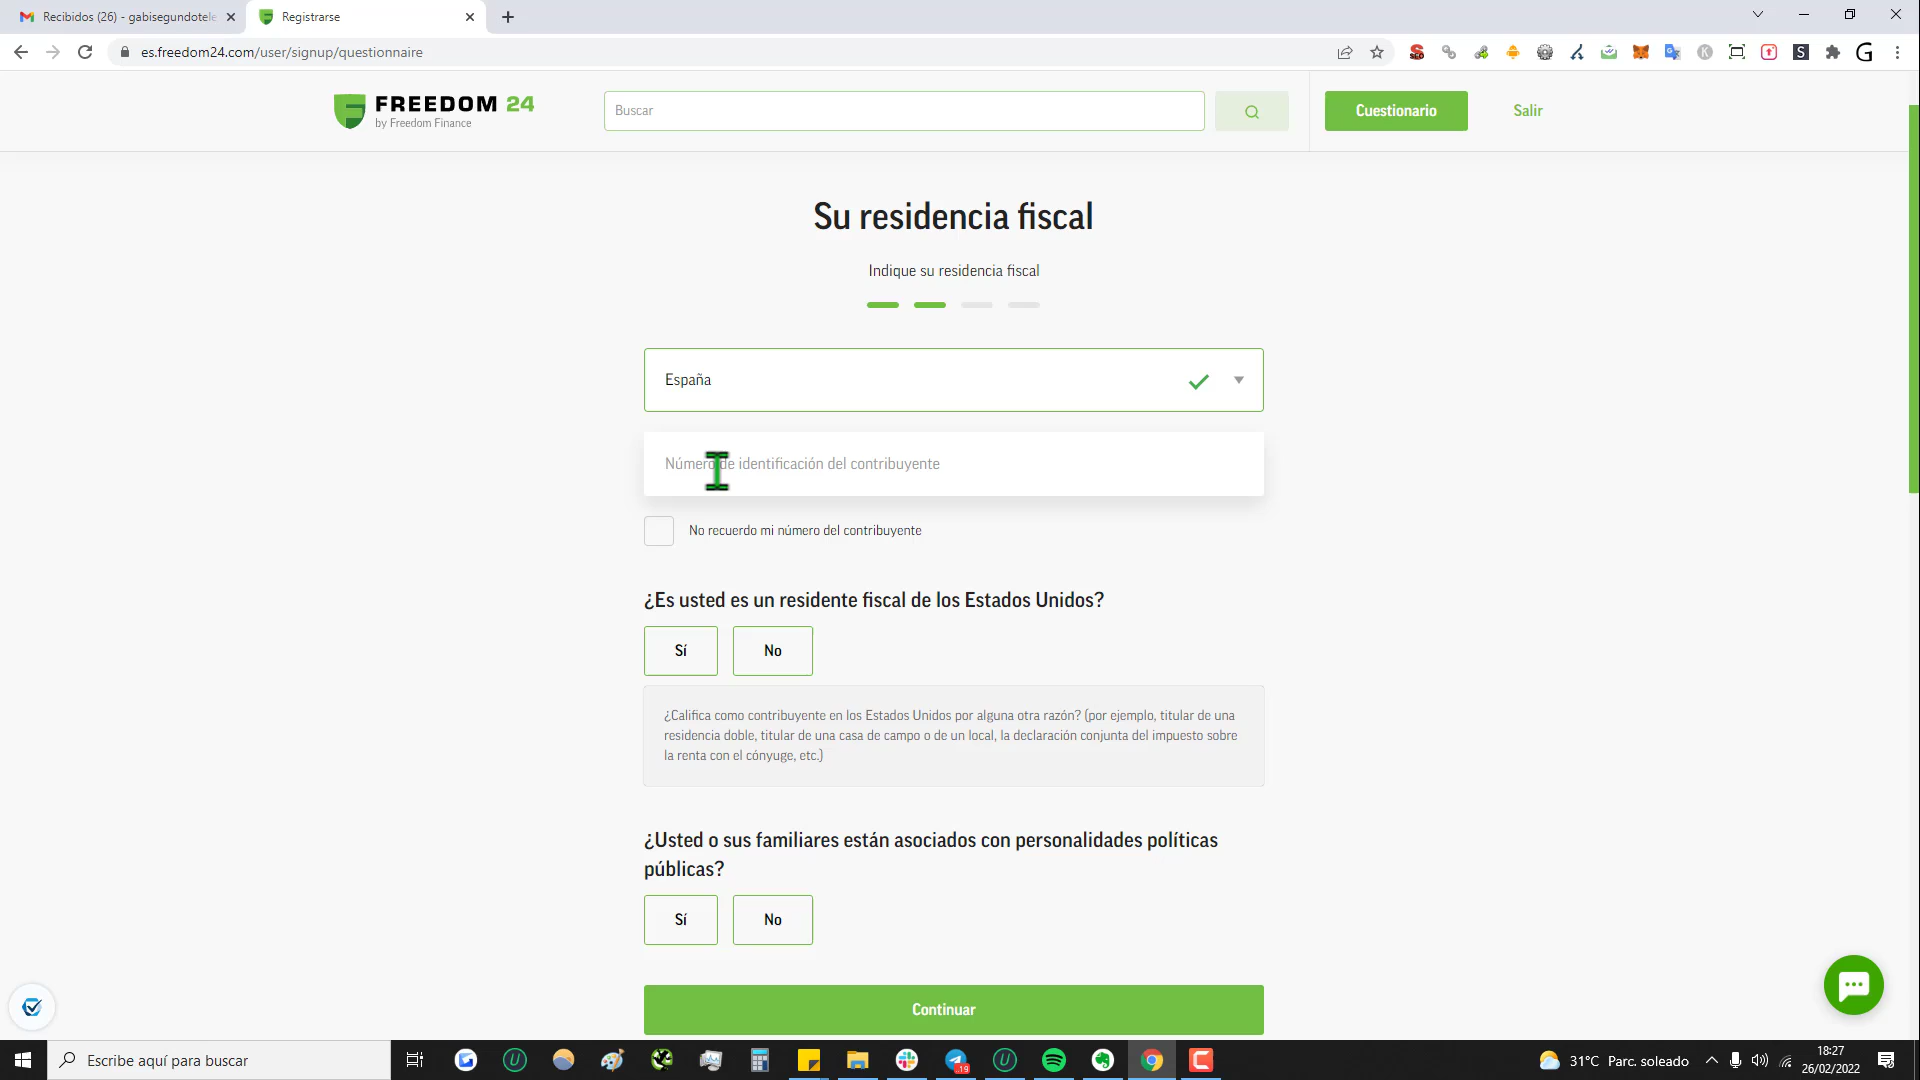 Recibidos (26) - gabisegundotele
Registrarse
es.freedom24.com/user/signup/questionnaire
FREEDOM 24
by Freedom Finance
Buscar
Cuestionario
Salir
Su residencia fiscal
Indique su residencia fiscal
España
Número de identificación del contribuyente
No recuerdo mi número del contribuyente
¿Es usted es un residente fiscal de los Estados Unidos?
Sí
No
¿Califica como contribuyente en los Estados Unidos por alguna otra razón? (por ejemplo, titular de una
residencia doble, titular de una casa de campo o de un local, la declaración conjunta del impuesto sobre
la renta con el cónyuge, etc.)
¿Usted o sus familiares están asociados con personalidades políticas
públicas?
Sí
No
Continuar
Escribe aquí para buscar
31°C Parc. soleado
18:27
26/02/2022